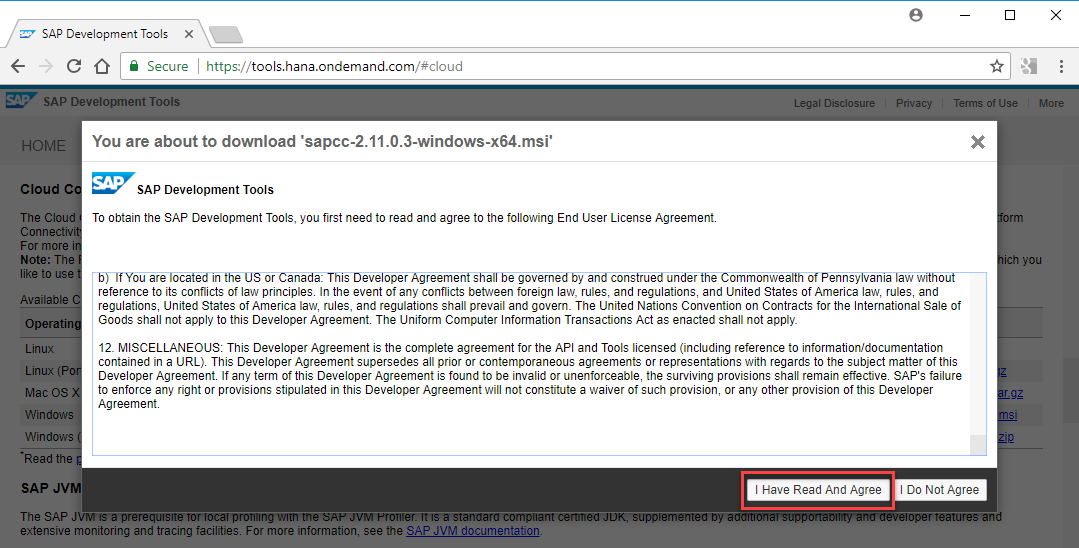 SAP Development Tools
Secure https://tools.hana.ondemand.com/#cloud
SAP SAP Development Tools Legal Disclosure Privacy Terms of Use More
HOME
You are about to download 'sapcc-2.11.0.3-windows-x64.msi'
SAP SAP Development Tools
To obtain the SAP Development Tools, you first need to read and agree to the following End User License Agreement.
b) If You are located in the US or Canada: This Developer Agreement shall be governed by and construed under the Commonwealth of Pennsylvania law without
reference to its conflicts of law principles. In the event of any conflicts between foreign law, rules, and regulations, and United States of America law, rules, and
regulations, United States of America law, rules, and regulations shall prevail and govern. The United Nations Convention on Contracts for the International Sale of
Goods shall not apply to this Developer Agreement. The Uniform Computer Information Transactions Act as enacted shall not apply.
12. MISCELLANEOUS: This Developer Agreement is the complete agreement for the API and Tools licensed (including reference to information/documentation
contained in a URL). This Developer Agreement supersedes all prior or contemporaneous agreements or representations with regards to the subject matter of this
Developer Agreement. If any term of this Developer Agreement is found to be invalid or unenforceable, the surviving provisions shall remain effective. SAP's failure
to enforce any right or provisions stipulated in this Developer Agreement will not constitute a waiver of such provision, or any other provision of this Developer
Agreement.
I Have Read And Agree I Do Not Agree
Cloud Co
The Cloud
Connectivity
For more in
Note: The
like to use t
tform
hich you
Available C
Operating
Linux
Linux (Por
Mac OS X
Windows
Windows (
gz
ar.gz
msi
zip
*Read the p
SAP JVM
The SAP JVM is a prerequisite for local profiling with the SAP JVM Profiler. It is a standard compliant certified JDK, supplemented by additional supportability and developer features and
extensive monitoring and tracing facilities. For more information, see the SAP JVM documentation.